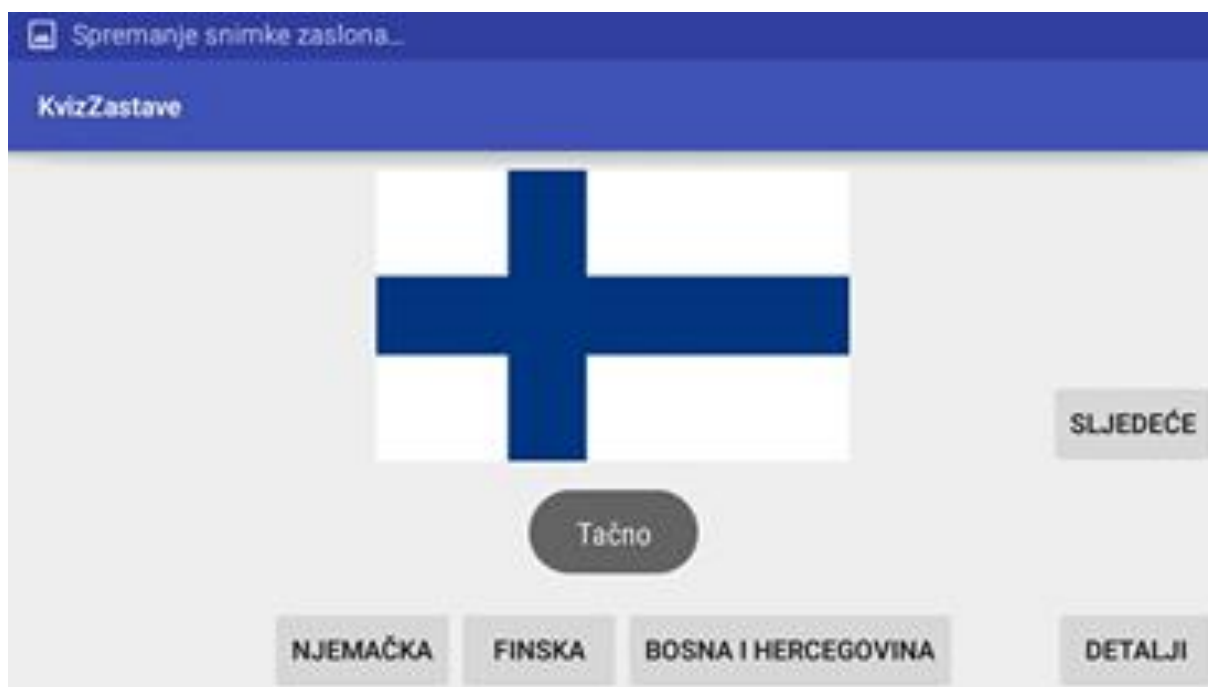 Spremanje snimke zaslona...
KvizZastave
SLJEDEĆE
Tačno
NJEMAČKA FINSKA BOSNA I HERCEGOVINA DETALJI